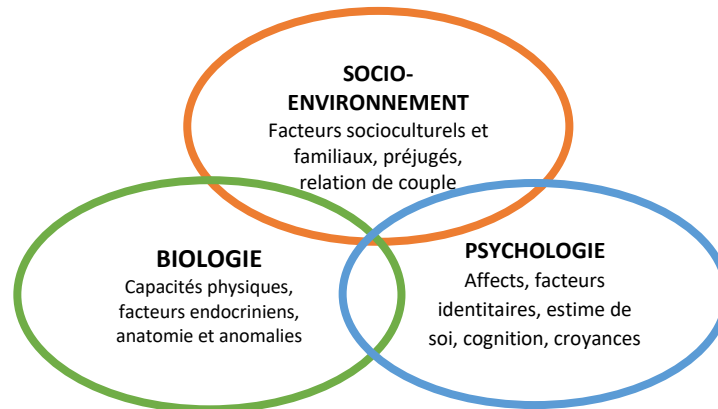 SOCIO-
ENVIRONNEMENT
Facteurs socioculturels et
familiaux, préjugés,
relation de couple
BIOLOGIE
Capacités physiques,
facteurs endocriniens,
anatomie et anomalies
PSYCHOLOGIE
Affects, facteurs
identitaires, estime de
soi, cognition, croyances